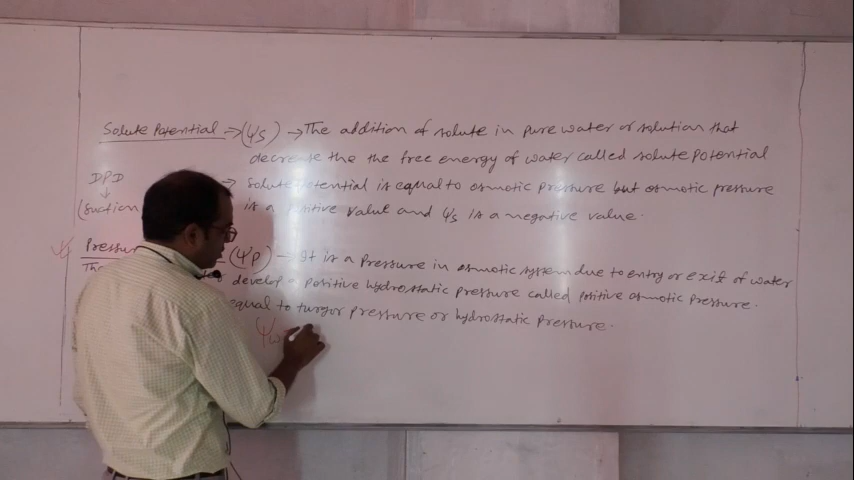 Solute Potential → (ψs) → The addition of solute in pure water or solution that
decrease the the free energy of water called solute potential
DPD
↓
(Suction
→ Solute potential is equal to osmotic pressure but osmotic pressure
is a positive value and ψs is a negative value.
(ψp) → It is a pressure in osmotic system due to entry or exit of water
develop a positive hydrostatic pressure called positive osmotic pressure.
equal to turgor pressure or hydrostatic pressure.
(ψw